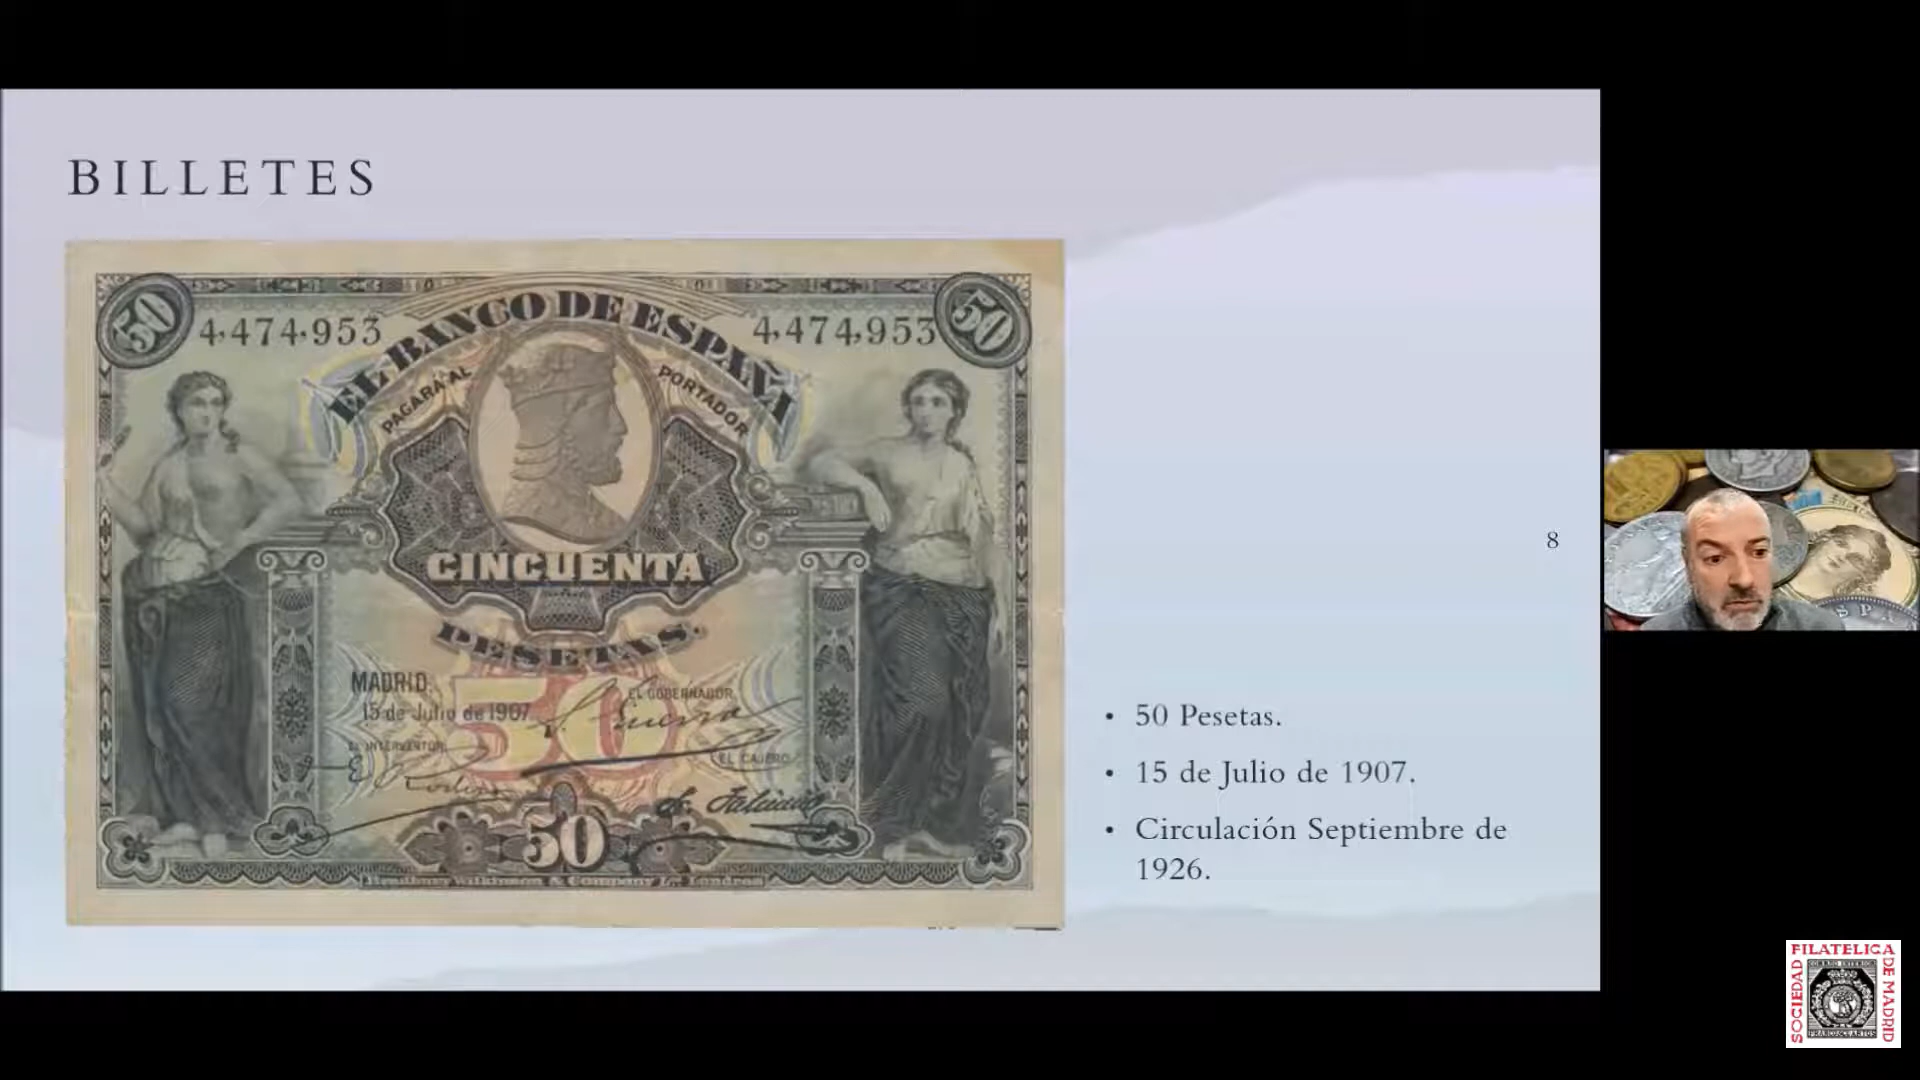 BILLETES
50
50
4,474,953
4,474,953
EL BANCO DE ESPAÑA
PAGARÁ AL
PORTADOR
CINCUENTA
PESETAS
MADRID
15 de Julio de 1907
50
EL GOBERNADOR
EL INTERVENTOR
EL CAJERO
50
8
• 50 Pesetas.
• 15 de Julio de 1907.
• Circulación Septiembre de
1926.
SOCIEDAD
FILATELICA
DE MADRID